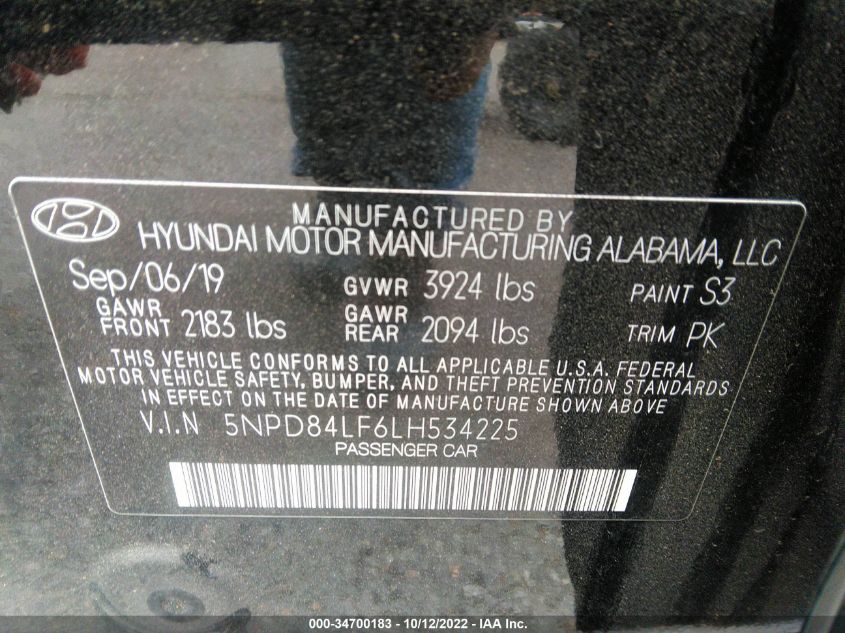 MANUFACTURED BY
HYUNDAI MOTOR MANUFACTURING ALABAMA, LLC
Sep/06/19 GVWR 3924 lbs PAINT S3
GAWR FRONT 2183 lbs GAWR REAR 2094 lbs TRIM PK
THIS VEHICLE CONFORMS TO ALL APPLICABLE U.S.A. FEDERAL
MOTOR VEHICLE SAFETY, BUMPER, AND THEFT PREVENTION STANDARDS
IN EFFECT ON THE DATE OF MANUFACTURE SHOWN ABOVE
V.I.N 5NPD84LF6LH534225
PASSENGER CAR
000-34700183 - 10/12/2022 - IAA Inc.